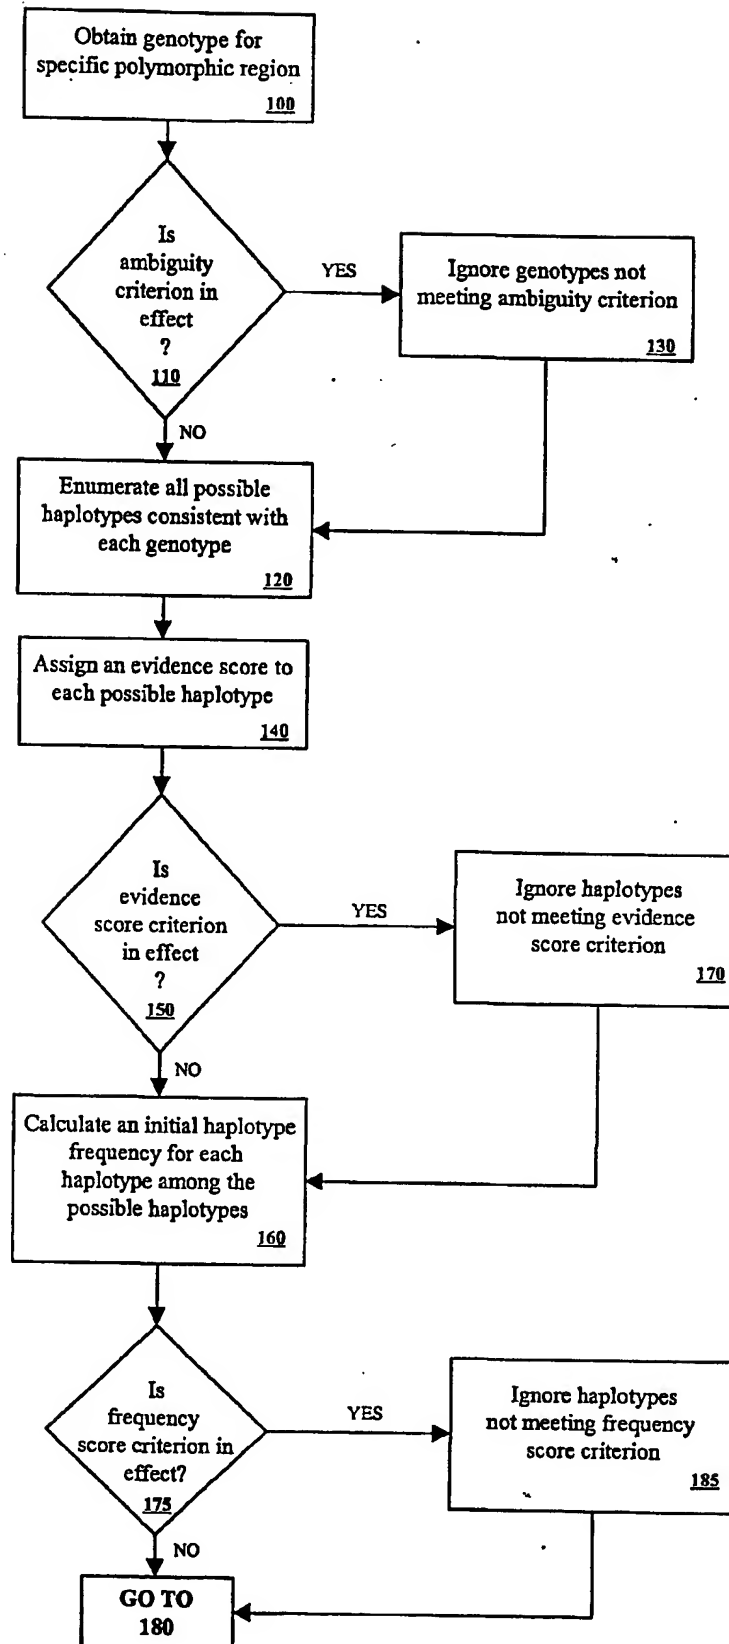 Obtain genotype for
specific polymorphic region
100
Is
ambiguity
criterion in
effect
?
110
YES
Ignore genotypes not
meeting ambiguity criterion
130
NO
Enumerate all possible
haplotypes consistent with
each genotype
120
Assign an evidence score to
each possible haplotype
140
Is
evidence
score criterion
in effect
?
150
YES
Ignore haplotypes
not meeting evidence
score criterion
170
NO
Calculate an initial haplotype
frequency for each
haplotype among the
possible haplotypes
160
Is
frequency
score criterion in
effect?
175
YES
Ignore haplotypes
not meeting frequency
score criterion
185
NO
GO TO
180